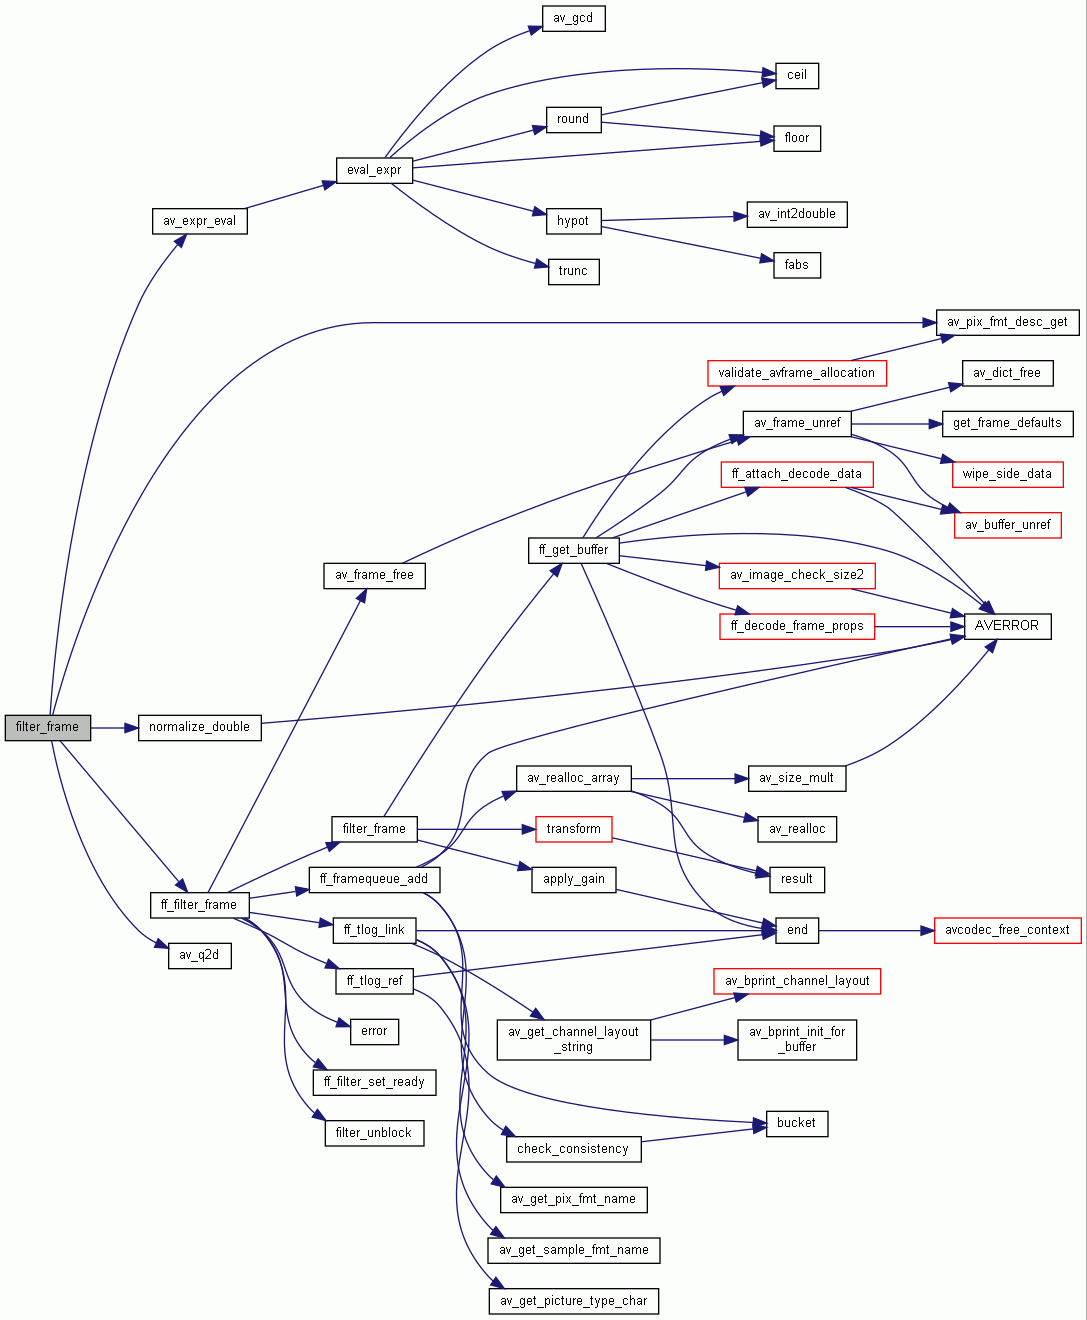 av_gcd
ceil
round
floor
eval_expr
av_int2double
av_expr_eval
hypot
fabs
trunc
av_pix_fmt_desc_get
validate_avframe_allocation
av_dict_free
av_frame_unref
get_frame_defaults
ff_attach_decode_data
wipe_side_data
av_buffer_unref
ff_get_buffer
av_frame_free
av_image_check_size2
ff_decode_frame_props
AVERROR
filter_frame
normalize_double
av_realloc_array
av_size_mult
filter_frame
transform
av_realloc
ff_framequeue_add
apply_gain
result
ff_filter_frame
ff_tlog_link
end
avcodec_free_context
av_q2d
ff_tlog_ref
av_bprint_channel_layout
error
av_get_channel_layout
_string
av_bprint_init_for
_buffer
ff_filter_set_ready
filter_unblock
bucket
check_consistency
av_get_pix_fmt_name
av_get_sample_fmt_name
av_get_picture_type_char